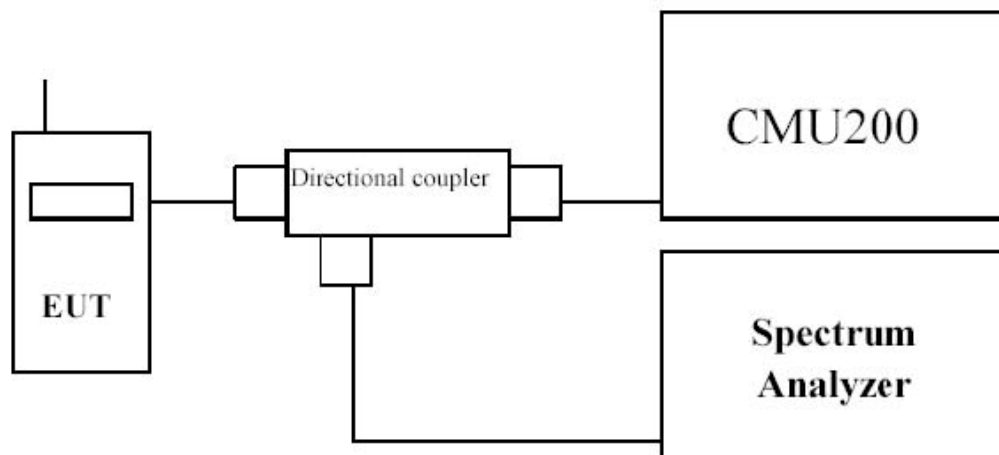 CMU200
Directional coupler
EUT
Spectrum
Analyzer